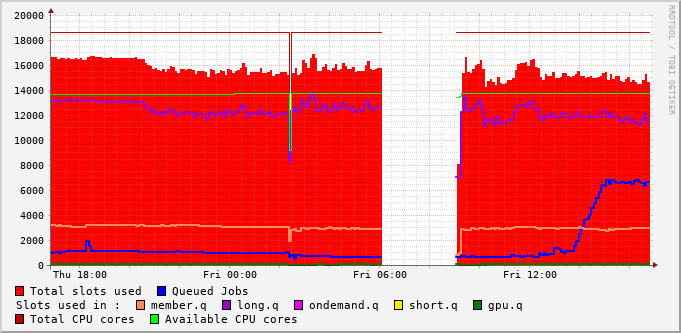 20000
18000
16000
14000
12000
10000
8000
6000
4000
2000
0
Thu 18:00 Fri 00:00 Fri 06:00 Fri 12:00
Total slots used Queued Jobs
Slots used in : member.q long.q ondemand.q short.q gpu.q
Total CPU cores Available CPU cores
RRDTOOL / TOBI OETIKER